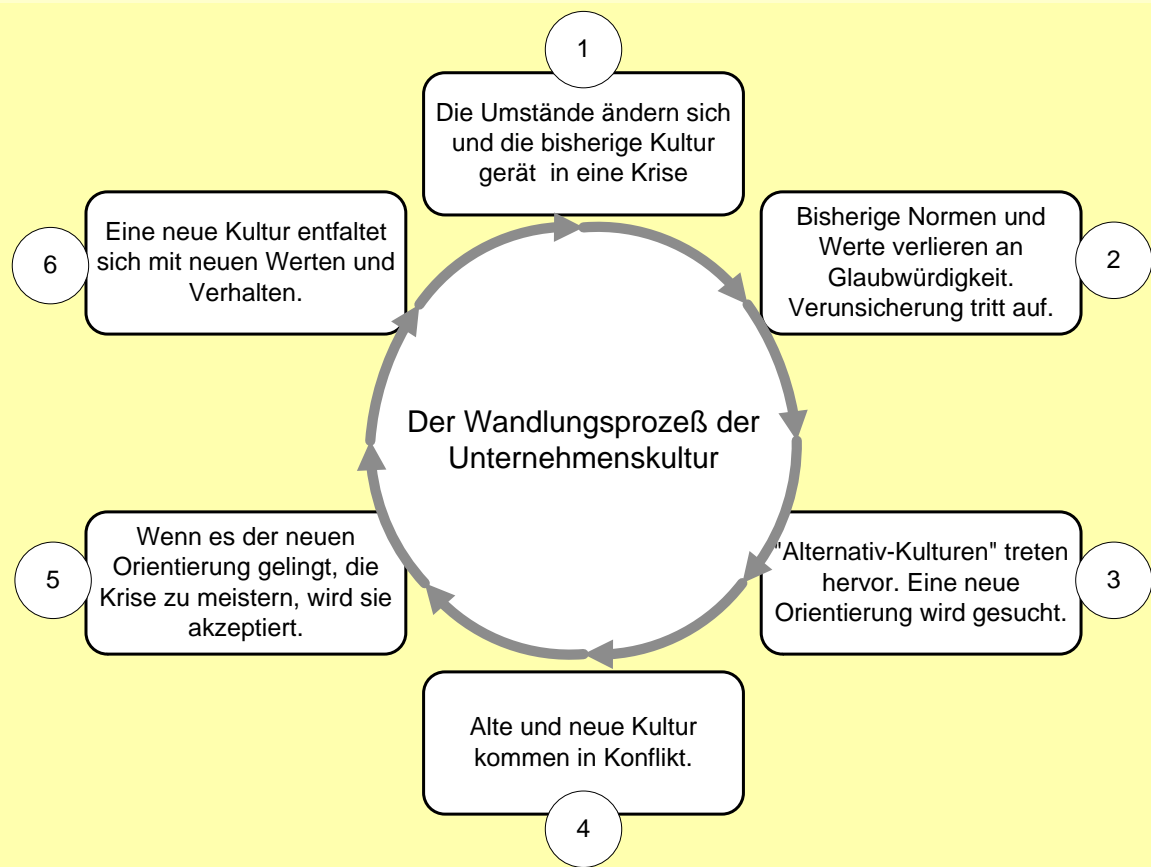 1
Die Umstände ändern sich
und die bisherige Kultur
gerät  in eine Krise
Bisherige Normen und
Werte verlieren an
Glaubwürdigkeit.
Verunsicherung tritt auf.
2
"Alternativ-Kulturen" treten
hervor. Eine neue
Orientierung wird gesucht.
3
Alte und neue Kultur
kommen in Konflikt.
4
Wenn es der neuen
Orientierung gelingt, die
Krise zu meistern, wird sie
akzeptiert.
5
Eine neue Kultur entfaltet
sich mit neuen Werten und
Verhalten.
6
Der Wandlungsprozeß der
Unternehmenskultur